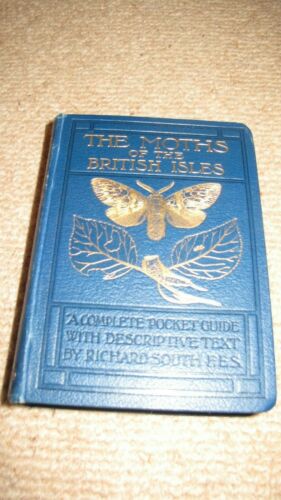 THE MOTHS
OF THE
BRITISH ISLES
A COMPLETE POCKET GUIDE
WITH DESCRIPTIVE TEXT
BY RICHARD SOUTH F.E.S.